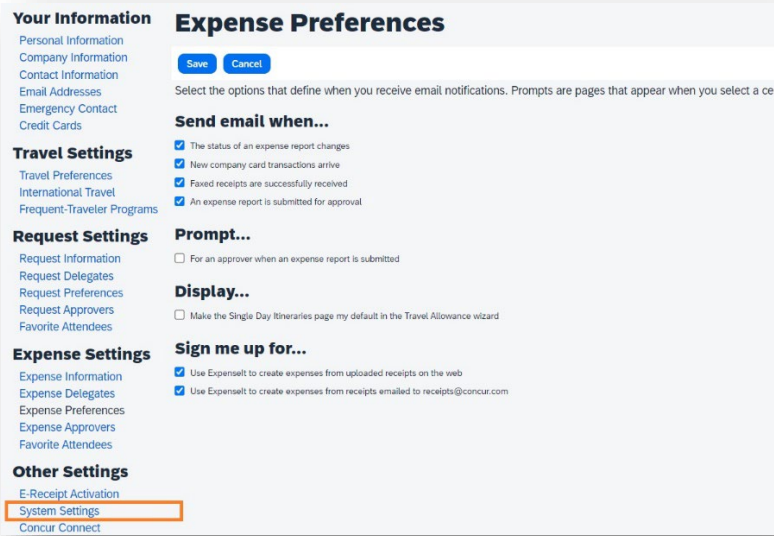 Your Information
Personal Information
Company Information
Contact Information
Email Addresses
Emergency Contact
Credit Cards
Travel Settings
Travel Preferences
International Travel
Frequent-Traveler Programs
Request Settings
Request Information
Request Delegates
Request Preferences
Request Approvers
Favorite Attendees
Expense Settings
Expense Information
Expense Delegates
Expense Preferences
Expense Approvers
Favorite Attendees
Other Settings
E-Receipt Activation
System Settings
Concur Connect
Expense Preferences
Save Cancel
Select the options that define when you receive email notifications. Prompts are pages that appear when you select a ce
Send email when...
The status of an expense report changes
New company card transactions arrive
Faxed receipts are successfully received
An expense report is submitted for approval
Prompt...
For an approver when an expense report is submitted
Display...
Make the Single Day Itineraries page my default in the Travel Allowance wizard
Sign me up for...
Use ExpenseIt to create expenses from uploaded receipts on the web
Use ExpenseIt to create expenses from receipts emailed to receipts@concur.com